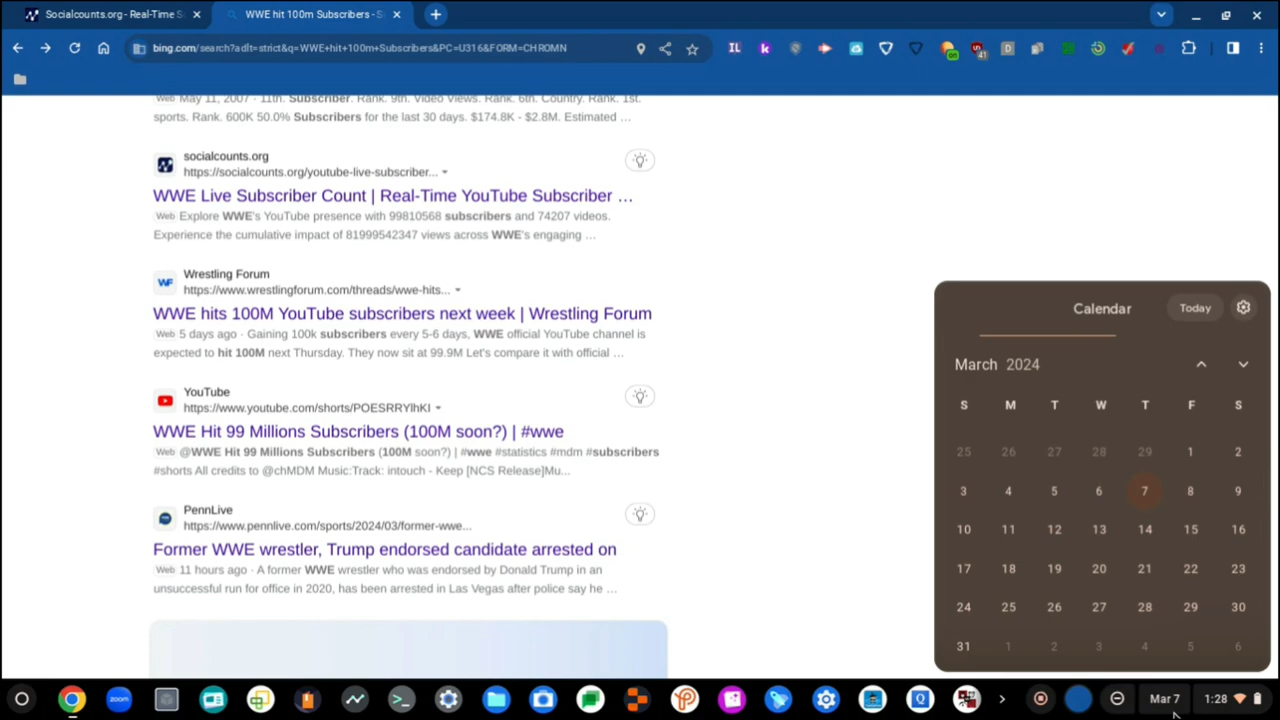 Socialcounts.org - Real-Time S
WWE hit 100m Subscribers - S
bing.com/search?adlt=strict&q=WWE+hit+100m+Subscribers&PC=U316&FORM=CHROMN
Web May 11, 2007 · 11th. Subscriber. Rank. 9th. Video Views. Rank. 6th. Country. Rank. 1st.
sports. Rank. 600K 50.0% Subscribers for the last 30 days. $174.8K - $2.8M. Estimated …
socialcounts.org
https://socialcounts.org/youtube-live-subscriber...
WWE Live Subscriber Count | Real-Time YouTube Subscriber …
Web Explore WWE's YouTube presence with 99810568 subscribers and 74207 videos.
Experience the cumulative impact of 81999542347 views across WWE's engaging …
Wrestling Forum
https://www.wrestlingforum.com/threads/wwe-hits...
WWE hits 100M YouTube subscribers next week | Wrestling Forum
Web 5 days ago · Gaining 100k subscribers every 5-6 days, WWE official YouTube channel is
expected to hit 100M next Thursday. They now sit at 99.9M Let's compare it with official …
YouTube
https://www.youtube.com/shorts/POESRRYlhKI
WWE Hit 99 Millions Subscribers (100M soon?) | #wwe
Web @WWE Hit 99 Millions Subscribers (100M soon?) | #wwe #statistics #mdm #subscribers
#shorts All credits to @chMDM Music:Track: intouch - Keep [NCS Release]Mu...
PennLive
https://www.pennlive.com/sports/2024/03/former-wwe...
Former WWE wrestler, Trump endorsed candidate arrested on
Web 11 hours ago · A former WWE wrestler who was endorsed by Donald Trump in an
unsuccessful run for office in 2020, has been arrested in Las Vegas after police say he …
Calendar Today
March 2024
S M T W T F S
25 26 27 28 29 1 2
3 4 5 6 7 8 9
10 11 12 13 14 15 16
17 18 19 20 21 22 23
24 25 26 27 28 29 30
31 1 2 3 4 5 6
zoom
Mar 7 1:28